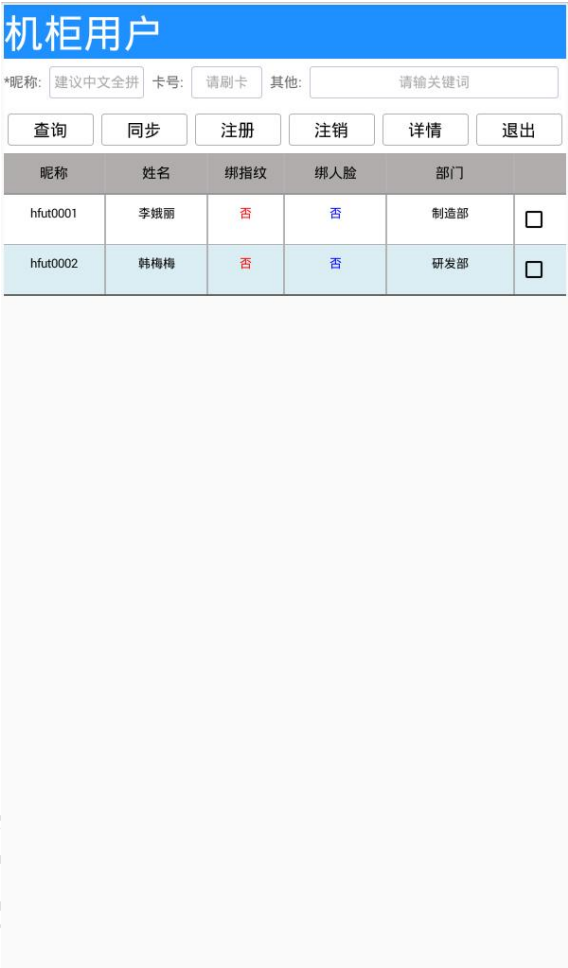 机柜用户
*昵称: 建议中文全拼 卡号: 请刷卡 其他: 请输关键词
查询 同步 注册 注销 详情 退出
昵称 姓名 绑指纹 绑人脸 部门
hfut0001 李娥丽 否 否 制造部
hfut0002 韩梅梅 否 否 研发部